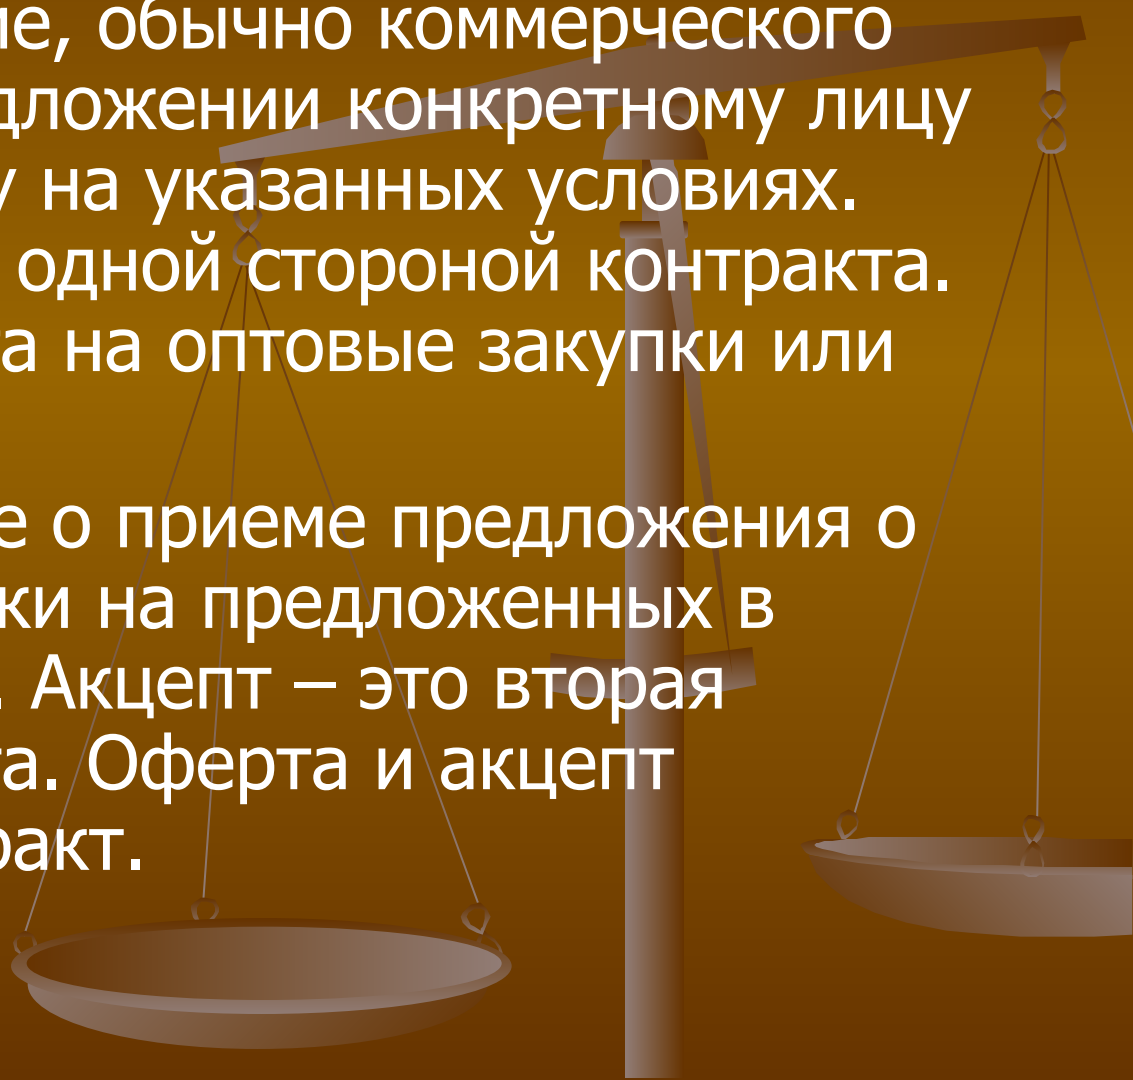 ие, обычно коммерческого
дложении конкретному лицу
у на указанных условиях.
одной стороной контракта.
та на оптовые закупки или
е о приеме предложения о
ки на предложенных в
. Акцепт – это вторая
та. Оферта и акцепт
ракт.